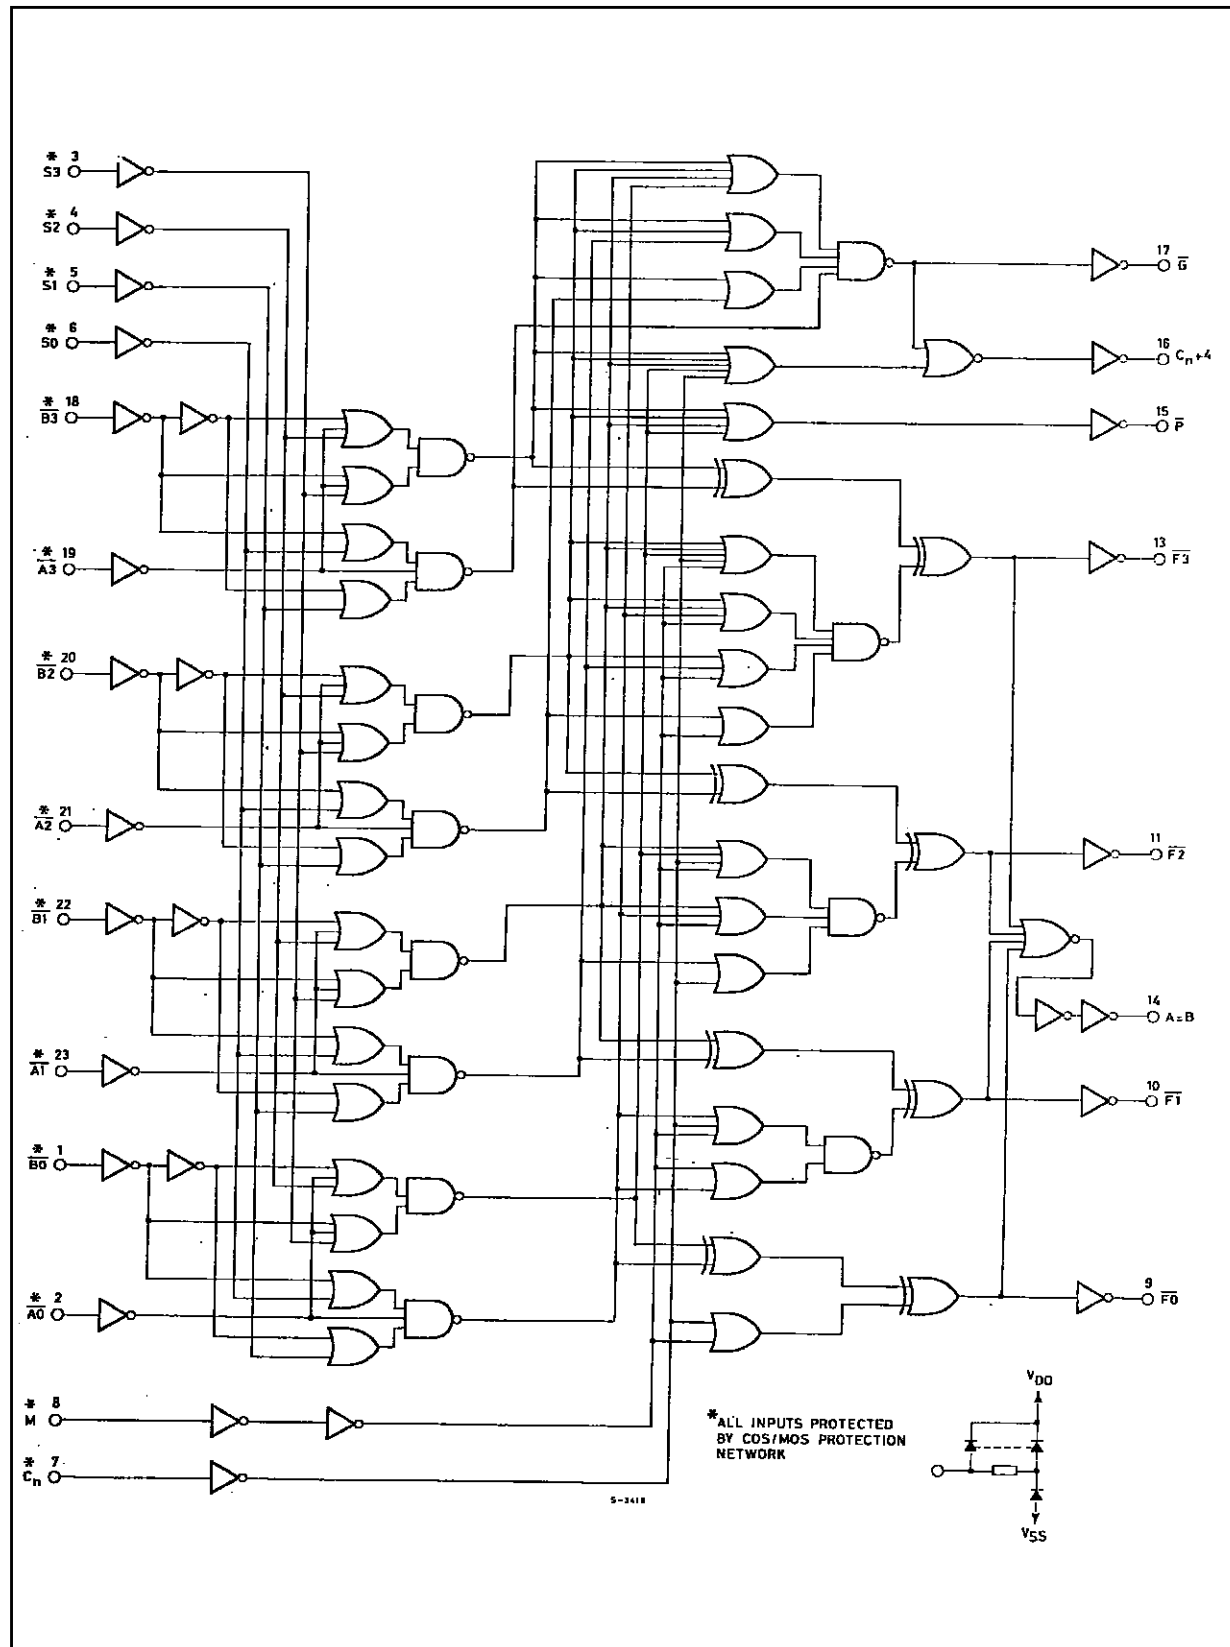 * 3
S3
* 4
S2
* 5
S1
* 6
S0
* 18
B3
* 19
A3
* 20
B2
* 21
A2
* 22
B1
* 23
A1
* 1
B0
* 2
A0
* 8
M
* 7
Cn
17
G
16
Cn+4
15
P
13
F3
11
F2
14
A=B
10
F1
9
F0
*ALL INPUTS PROTECTED
BY COS/MOS PROTECTION
NETWORK
VDD
VSS
S-3418